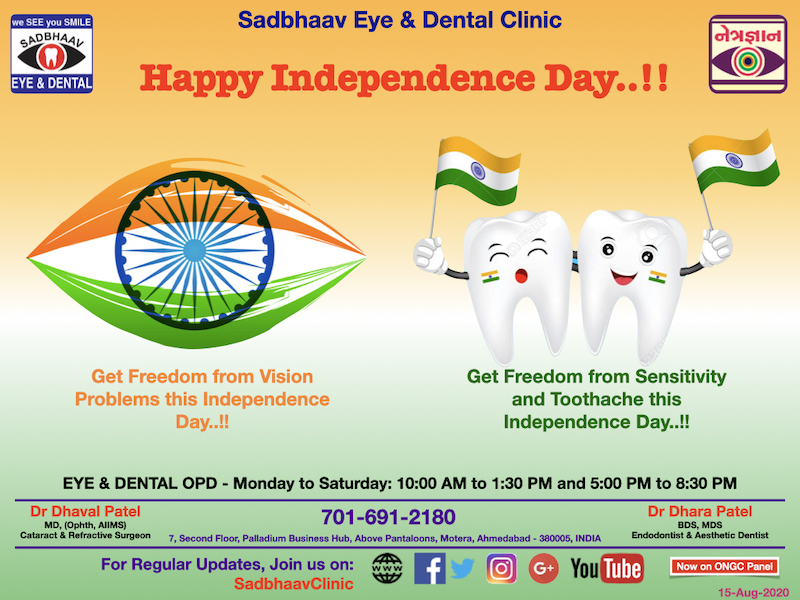 we SEE you SMILE
SADBHAAV
EYE & DENTAL
Sadbhaav Eye & Dental Clinic
નેત્રજ્ઞાન
Happy Independence Day..!!
Get Freedom from Vision
Problems this Independence
Day..!!
Get Freedom from Sensitivity
and Toothache this
Independence Day..!!
EYE & DENTAL OPD - Monday to Saturday: 10:00 AM to 1:30 PM and 5:00 PM to 8:30 PM
Dr Dhaval Patel
MD, (Ophth, AIIMS)
Cataract & Refractive Surgeon
701-691-2180
7, Second Floor, Palladium Business Hub, Above Pantaloons, Motera, Ahmedabad - 380005, INDIA
Dr Dhara Patel
BDS, MDS
Endodontist & Aesthetic Dentist
For Regular Updates, Join us on:
SadbhaavClinic
WWW
f
G+
YouTube
Now on ONGC Panel
15-Aug-2020